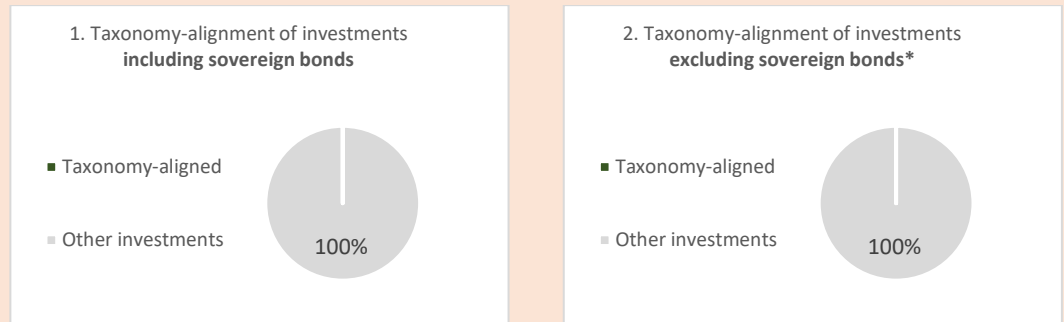 1. Taxonomy-alignment of investments
including sovereign bonds
Taxonomy-aligned
Other investments
100%
2. Taxonomy-alignment of investments
excluding sovereign bonds*
Taxonomy-aligned
Other investments
100%